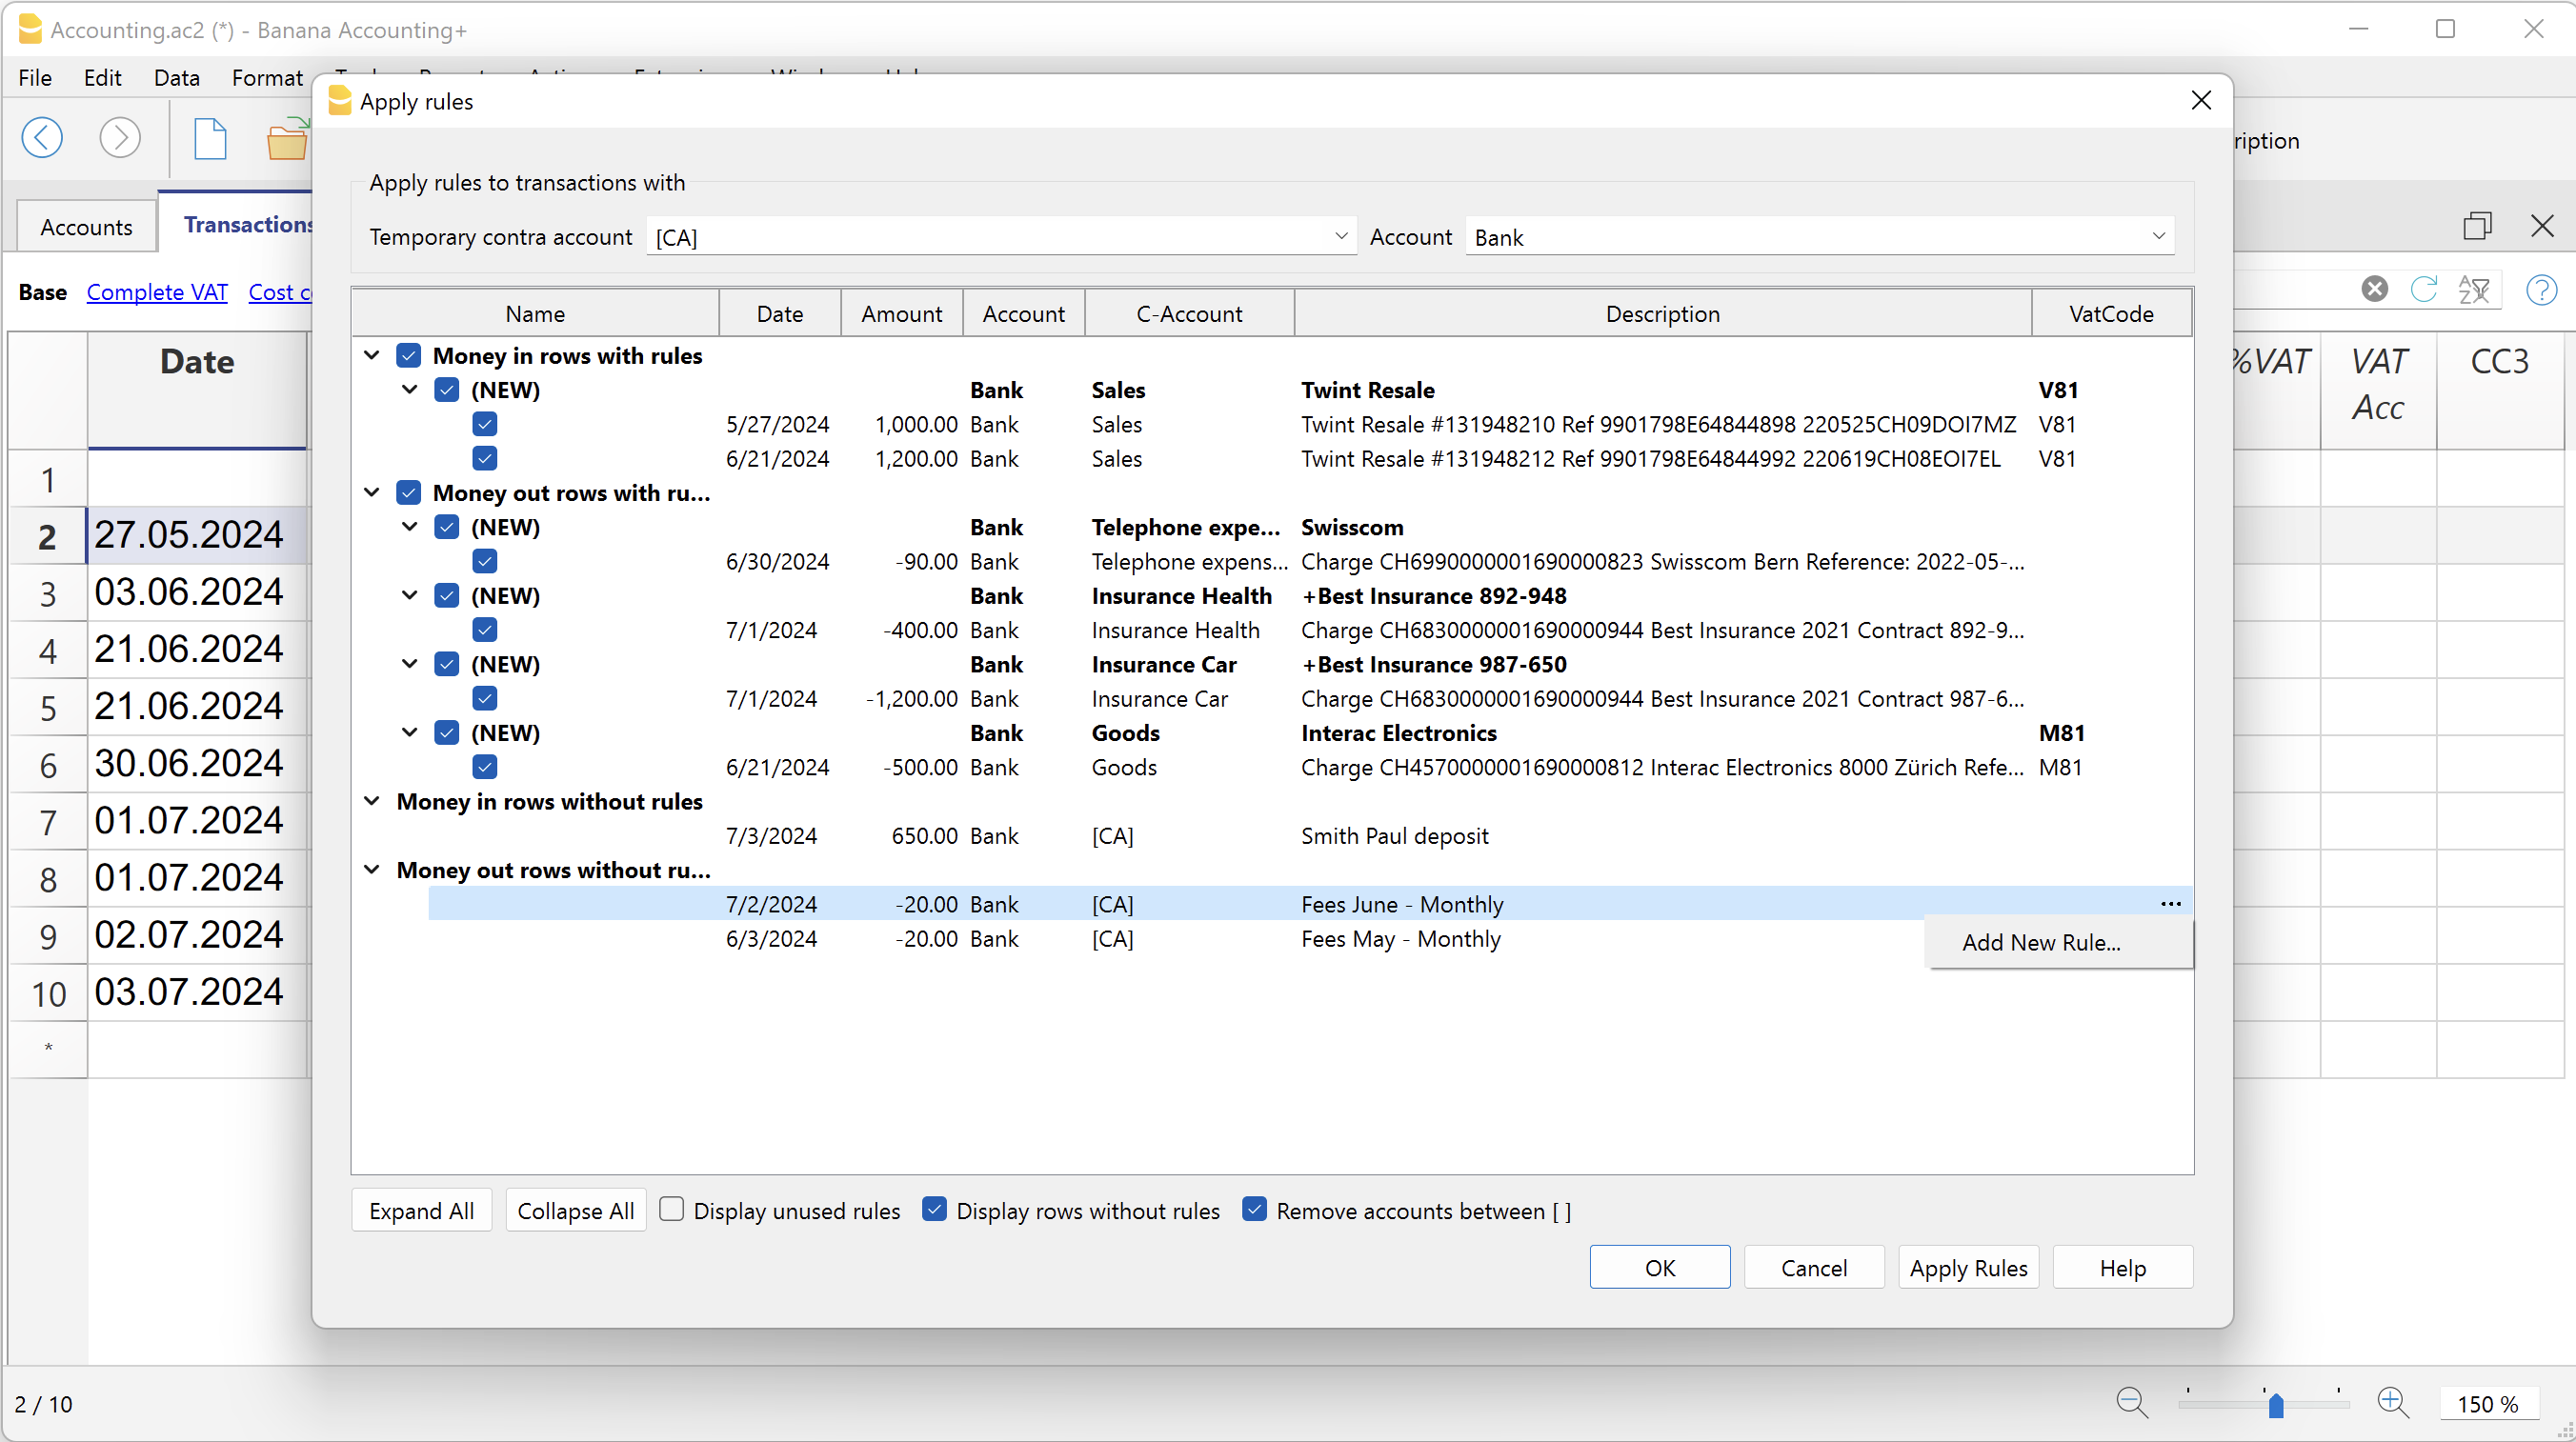 Accounting.ac2 (*) - Banana Accounting+
File Edit Data Format
Apply rules
ription
Apply rules to transactions with
Accounts Transactions
Temporary contra account [CA] Account Bank
Base Complete VAT Cost c
Name Date Amount Account C-Account Description VatCode
Date %VAT VAT Acc CC3
Money in rows with rules
(NEW) Bank Sales Twint Resale V81
5/27/2024 1,000.00 Bank Sales Twint Resale #131948210 Ref 9901798E64844898 220525CH09DOI7MZ V81
6/21/2024 1,200.00 Bank Sales Twint Resale #131948212 Ref 9901798E64844992 220619CH08EOI7EL V81
Money out rows with ru...
(NEW) Bank Telephone expe... Swisscom
6/30/2024 -90.00 Bank Telephone expens... Charge CH6990000001690000823 Swisscom Bern Reference: 2022-05-...
(NEW) Bank Insurance Health +Best Insurance 892-948
7/1/2024 -400.00 Bank Insurance Health Charge CH6830000001690000944 Best Insurance 2021 Contract 892-9...
(NEW) Bank Insurance Car +Best Insurance 987-650
7/1/2024 -1,200.00 Bank Insurance Car Charge CH6830000001690000944 Best Insurance 2021 Contract 987-6...
(NEW) Bank Goods Interac Electronics M81
6/21/2024 -500.00 Bank Goods Charge CH4570000001690000812 Interac Electronics 8000 Zürich Refe... M81
Money in rows without rules
7/3/2024 650.00 Bank [CA] Smith Paul deposit
Money out rows without ru...
7/2/2024 -20.00 Bank [CA] Fees June - Monthly ...
6/3/2024 -20.00 Bank [CA] Fees May - Monthly
Add New Rule...
1
2 27.05.2024
3 03.06.2024
4 21.06.2024
5 21.06.2024
6 30.06.2024
7 01.07.2024
8 01.07.2024
9 02.07.2024
10 03.07.2024
*
Expand All Collapse All Display unused rules Display rows without rules Remove accounts between [ ]
OK Cancel Apply Rules Help
2 / 10 150 %